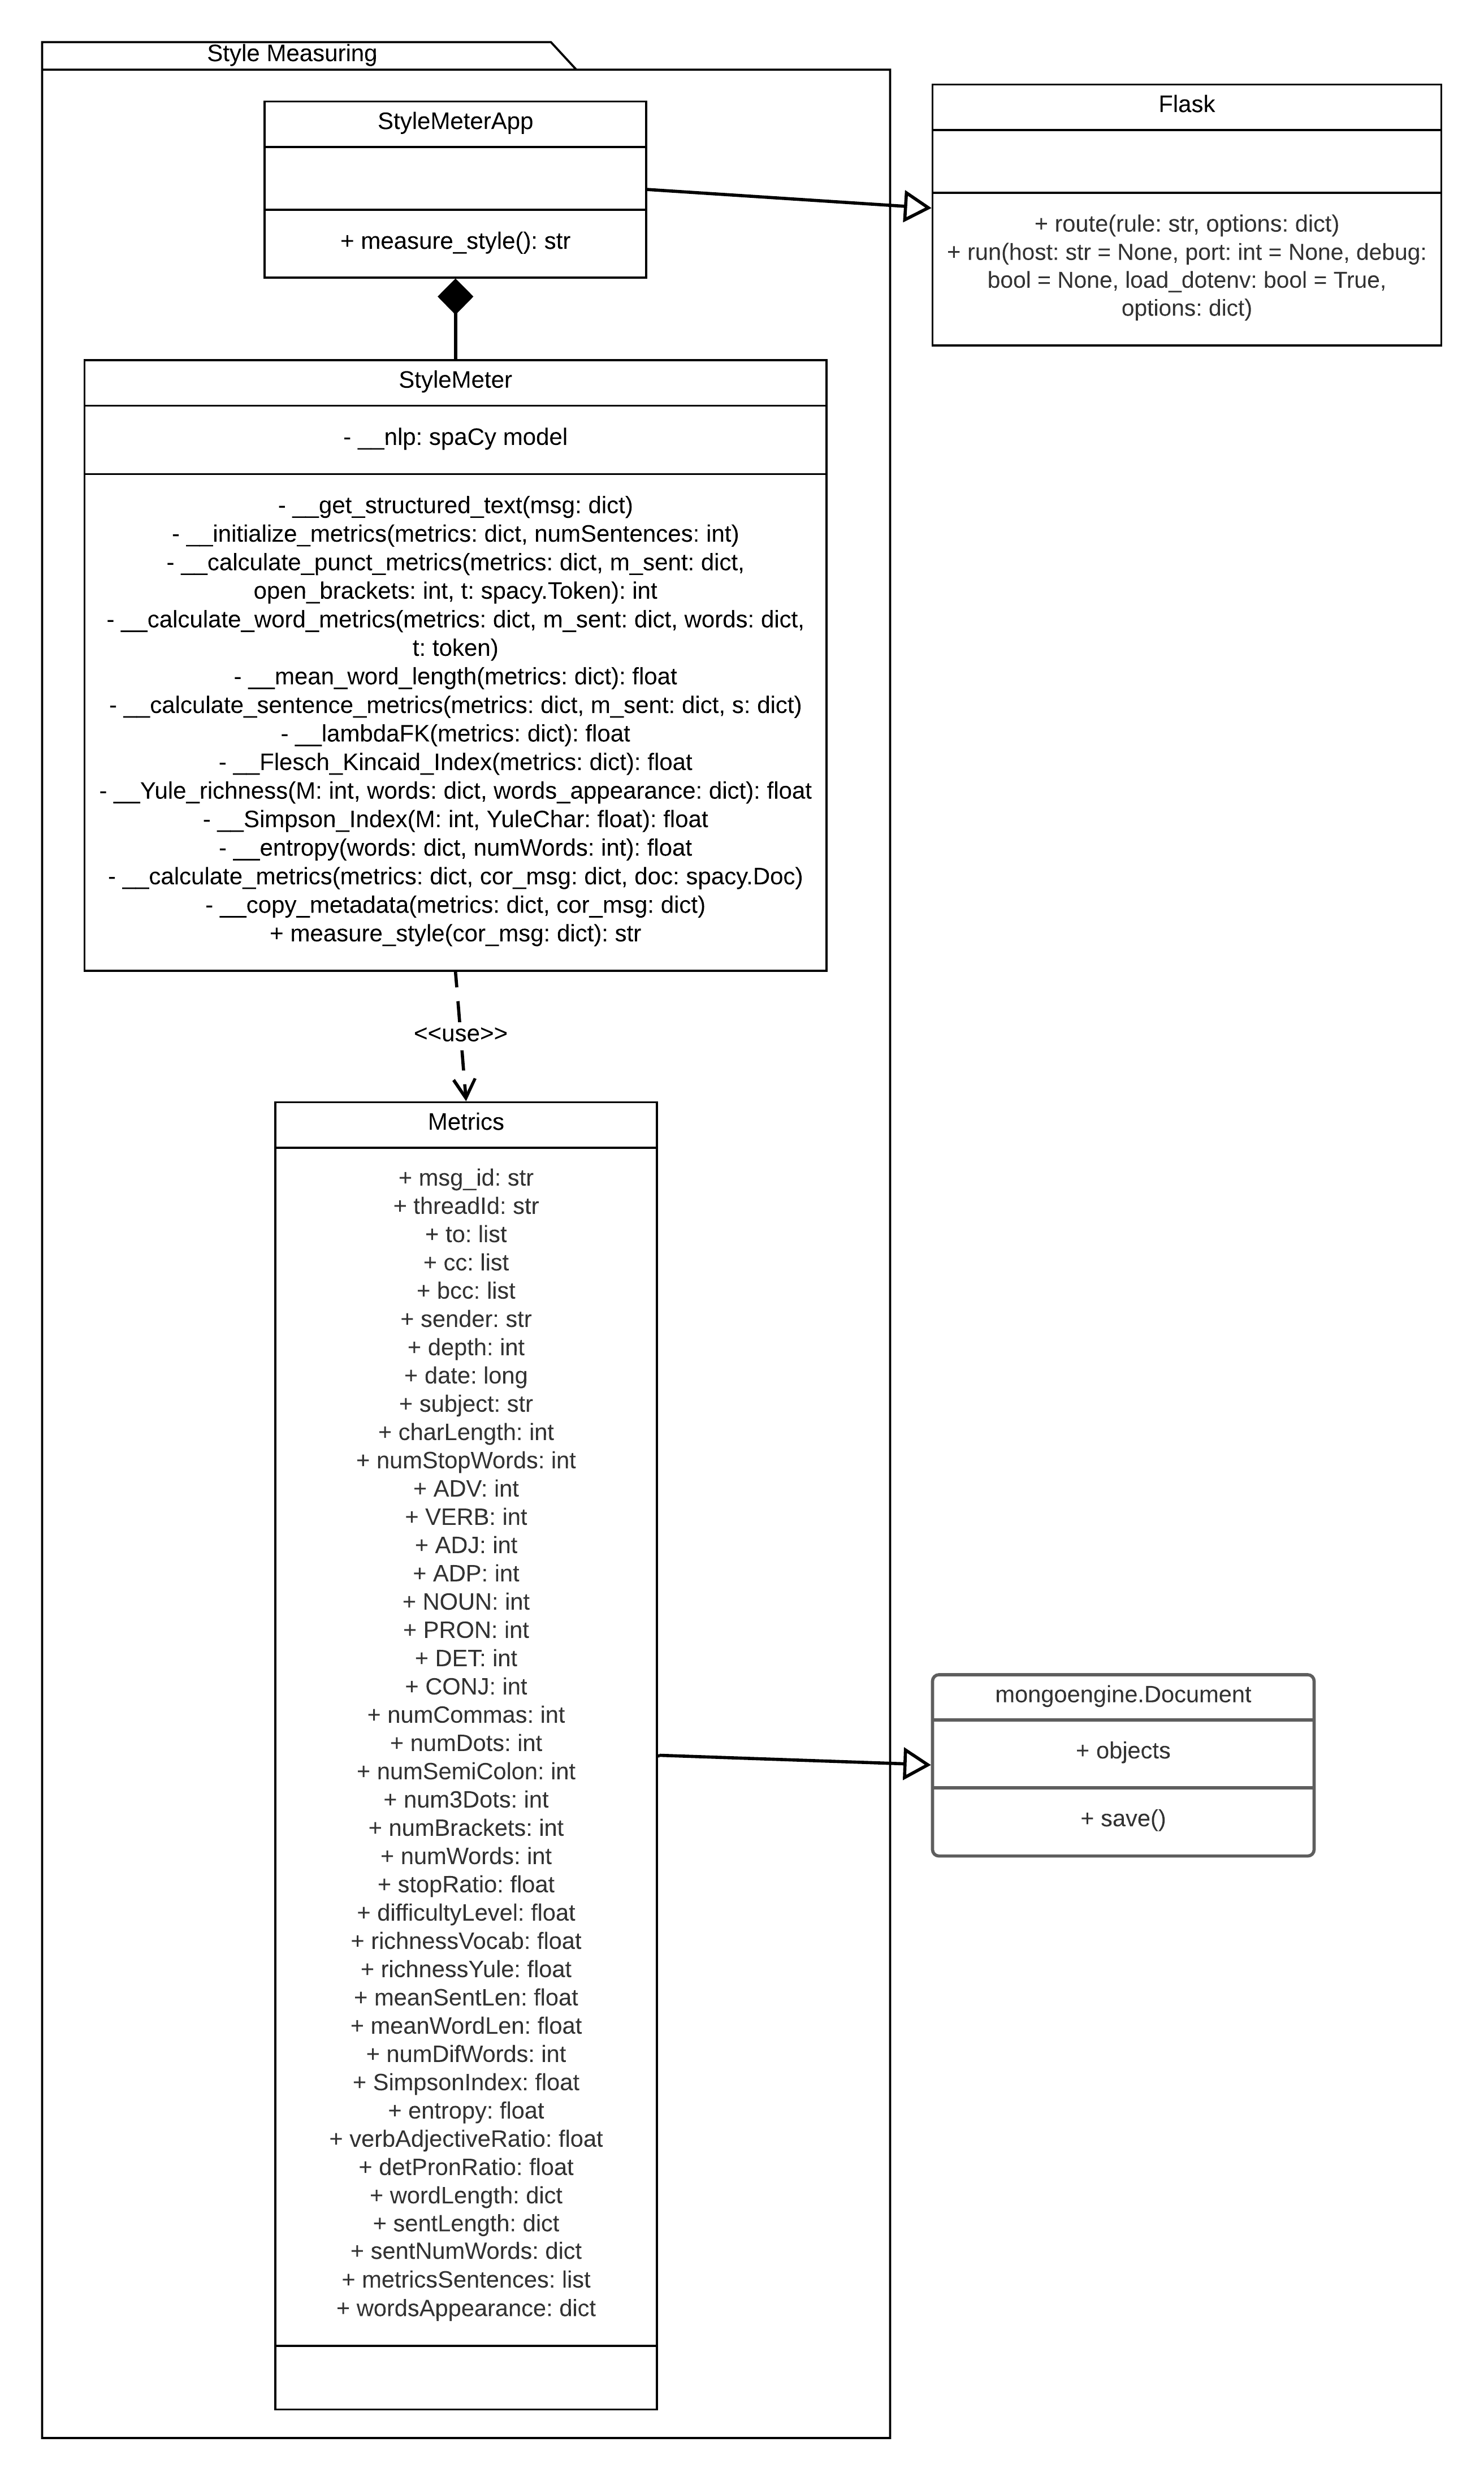 Style Measuring
StyleMeterApp
+ measure_style(): str
Flask
+ route(rule: str, options: dict)
+ run(host: str = None, port: int = None, debug:
bool = None, load_dotenv: bool = True,
options: dict)
StyleMeter
- __nlp: spaCy model
- __get_structured_text(msg: dict)
- __initialize_metrics(metrics: dict, numSentences: int)
- __calculate_punct_metrics(metrics: dict, m_sent: dict,
open_brackets: int, t: spacy.Token): int
- __calculate_word_metrics(metrics: dict, m_sent: dict, words: dict,
t: token)
- __mean_word_length(metrics: dict): float
- __calculate_sentence_metrics(metrics: dict, m_sent: dict, s: dict)
- __lambdaFK(metrics: dict): float
- __Flesch_Kincaid_Index(metrics: dict): float
- __Yule_richness(M: int, words: dict, words_appearance: dict): float
- __Simpson_Index(M: int, YuleChar: float): float
- __entropy(words: dict, numWords: int): float
- __calculate_metrics(metrics: dict, cor_msg: dict, doc: spacy.Doc)
- __copy_metadata(metrics: dict, cor_msg: dict)
+ measure_style(cor_msg: dict): str
<<use>>
Metrics
+ msg_id: str
+ threadId: str
+ to: list
+ cc: list
+ bcc: list
+ sender: str
+ depth: int
+ date: long
+ subject: str
+ charLength: int
+ numStopWords: int
+ ADV: int
+ VERB: int
+ ADJ: int
+ ADP: int
+ NOUN: int
+ PRON: int
+ DET: int
+ CONJ: int
+ numCommas: int
+ numDots: int
+ numSemiColon: int
+ num3Dots: int
+ numBrackets: int
+ numWords: int
+ stopRatio: float
+ difficultyLevel: float
+ richnessVocab: float
+ richnessYule: float
+ meanSentLen: float
+ meanWordLen: float
+ numDifWords: int
+ SimpsonIndex: float
+ entropy: float
+ verbAdjectiveRatio: float
+ detPronRatio: float
+ wordLength: dict
+ sentLength: dict
+ sentNumWords: dict
+ metricsSentences: list
+ wordsAppearance: dict
mongoengine.Document
+ objects
+ save()